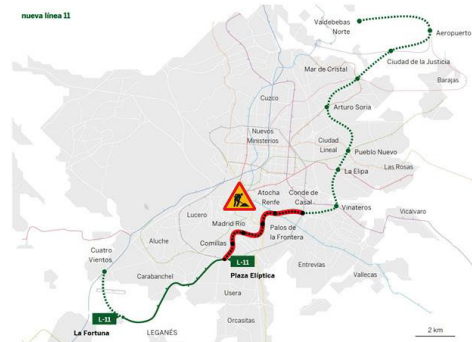 nueva línea 11
Valdebebas
Norte
Aeropuerto
Ciudad de la Justicia
Mar de Cristal
Barajas
Cuzco
Arturo Soria
Nuevos
Ministerios
Ciudad
Lineal
Pueblo Nuevo
La Elipa
Las Rosas
Atocha
Renfe
Conde de
Casal
Vinateros
Vicálvaro
Lucero
Madrid Río
Palos de
la Frontera
Comillas
Aluche
Cuatro
Vientos
L-11
Entrevías
Carabanchel
Plaza Elíptica
Vallecas
Usera
L-11
Orcasitas
La Fortuna
LEGANÉS
2 km